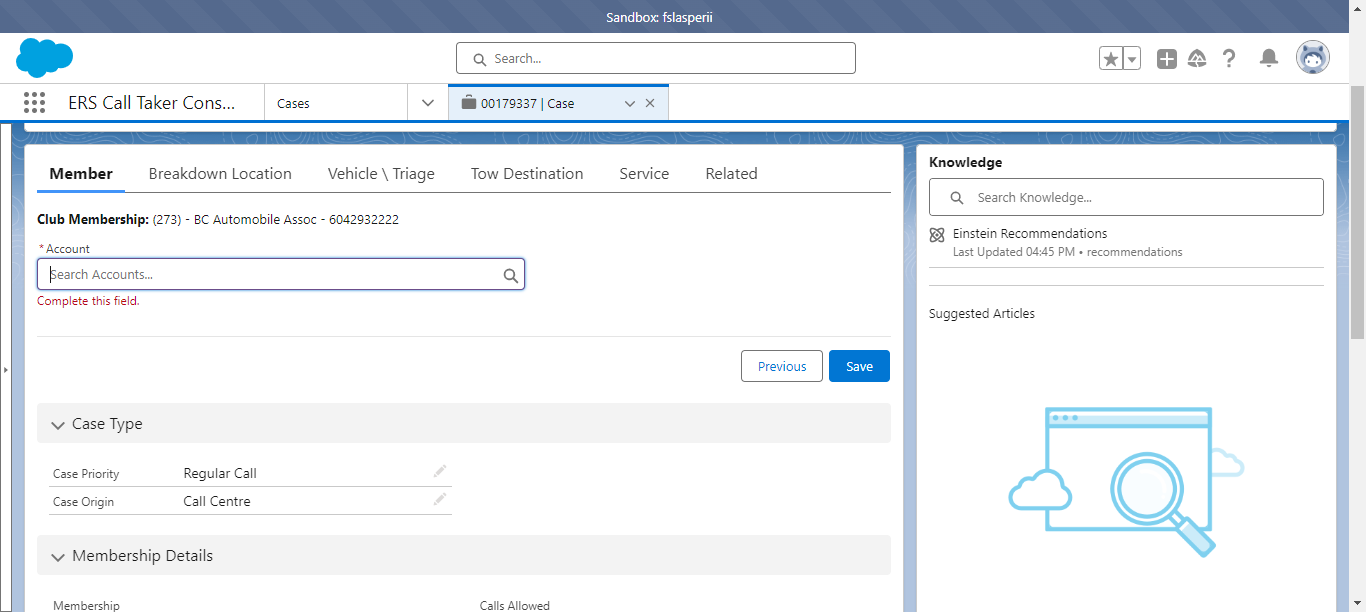 Sandbox: fslasperii
Search...
ERS Call Taker Cons...
Cases
00179337 | Case
Member
Breakdown Location
Vehicle \ Triage
Tow Destination
Service
Related
Club Membership: (273) - BC Automobile Assoc - 6042932222
* Account
Search Accounts...
Complete this field.
Previous
Save
Case Type
Case Priority
Regular Call
Case Origin
Call Centre
Membership Details
Membership
Calls Allowed
Knowledge
Search Knowledge...
Einstein Recommendations
Last Updated 04:45 PM • recommendations
Suggested Articles